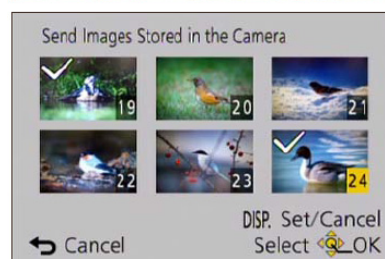 Send Images Stored in the Camera
19
20
21
22
23
24
DISP. Set/Cancel
Cancel
Select OK